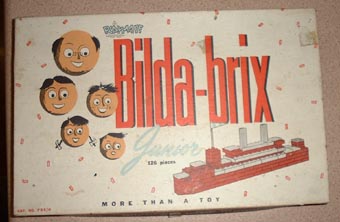 Bilda-brix
Junior
126 pieces
MORE THAN A TOY